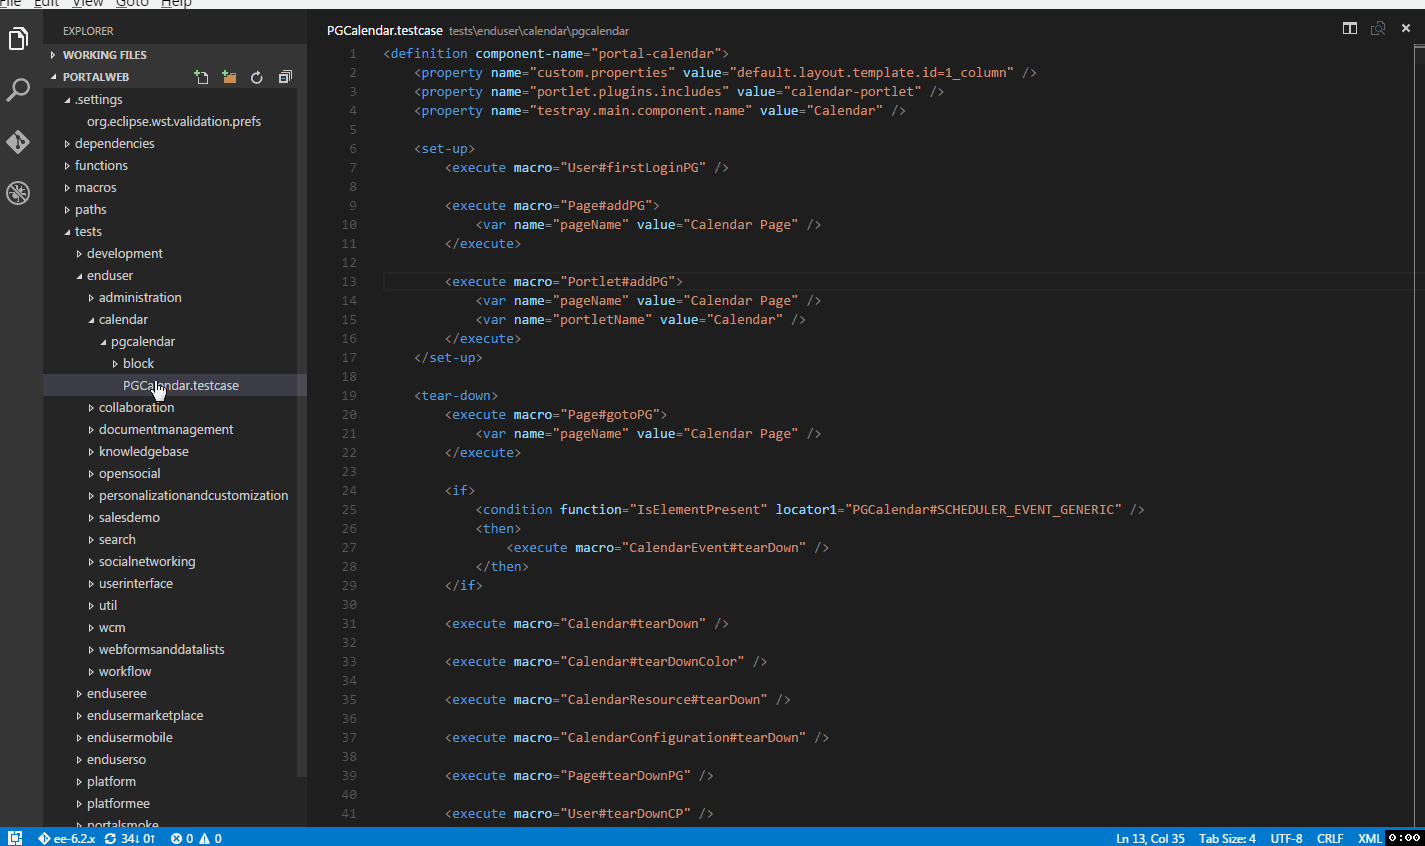 File Edit View Goto Help
EXPLORER
WORKING FILES
PORTALWEB
.settings
org.eclipse.wst.validation.prefs
dependencies
functions
macros
paths
tests
development
enduser
administration
calendar
pgcalendar
block
PGCalendar.testcase
collaboration
documentmanagement
knowledgebase
opensocial
personalizationandcustomization
salesdemo
search
socialnetworking
userinterface
util
wcm
webformsanddatalists
workflow
enduseree
endusermarketplace
endusermobile
enduserso
platform
platformee
portalsmoke
PGCalendar.testcase tests\enduser\calendar\pgcalendar
1 <definition component-name="portal-calendar">
2 <property name="custom.properties" value="default.layout.template.id=1_column" />
3 <property name="portlet.plugins.includes" value="calendar-portlet" />
4 <property name="testray.main.component.name" value="Calendar" />
5
6 <set-up>
7 <execute macro="User#firstLoginPG" />
8
9 <execute macro="Page#addPG">
10 <var name="pageName" value="Calendar Page" />
11 </execute>
12
13 <execute macro="Portlet#addPG">
14 <var name="pageName" value="Calendar Page" />
15 <var name="portletName" value="Calendar" />
16 </execute>
17 </set-up>
18
19 <tear-down>
20 <execute macro="Page#gotoPG">
21 <var name="pageName" value="Calendar Page" />
22 </execute>
23
24 <if>
25 <condition function="IsElementPresent" locator1="PGCalendar#SCHEDULER_EVENT_GENERIC" />
26 <then>
27 <execute macro="CalendarEvent#tearDown" />
28 </then>
29 </if>
30
31 <execute macro="Calendar#tearDown" />
32
33 <execute macro="Calendar#tearDownColor" />
34
35 <execute macro="CalendarResource#tearDown" />
36
37 <execute macro="CalendarConfiguration#tearDown" />
38
39 <execute macro="Page#tearDownPG" />
40
41 <execute macro="User#tearDownCP" />
ee-6.2.x 34↓ 0↑ 0 0 Ln 13, Col 35 Tab Size: 4 UTF-8 CRLF XML 0:00